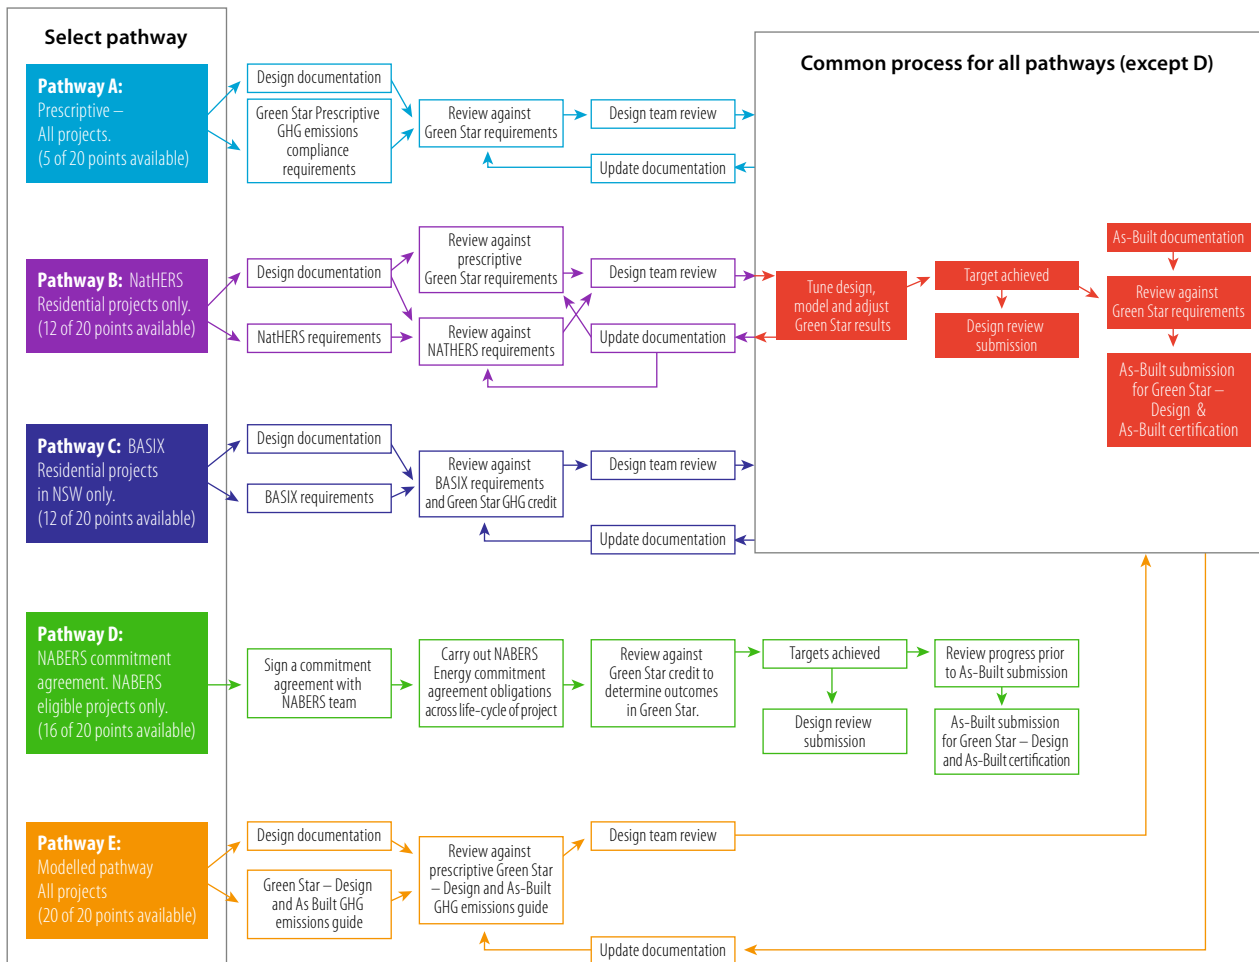 Select pathway
Pathway A:
Prescriptive –
All projects.
(5 of 20 points available)
Design documentation
Green Star Prescriptive
GHG emissions
compliance
requirements
Review against
Green Star requirements
Design team review
Update documentation
Common process for all pathways (except D)
Pathway B: NatHERS
Residential projects only.
(12 of 20 points available)
Design documentation
NatHERS requirements
Review against
prescriptive
Green Star requirements
Review against
NATHERS requirements
Design team review
Update documentation
Tune design,
model and adjust
Green Star results
Target achieved
Design review
submission
As-Built documentation
Review against
Green Star requirements
As-Built submission
for Green Star –
Design &
As-Built certification
Pathway C: BASIX
Residential projects
in NSW only.
(12 of 20 points available)
Design documentation
BASIX requirements
Review against
BASIX requirements
and Green Star GHG credit
Design team review
Update documentation
Pathway D:
NABERS commitment
agreement. NABERS
eligible projects only.
(16 of 20 points available)
Sign a commitment
agreement with
NABERS team
Carry out NABERS
Energy commitment
agreement obligations
across life-cycle of project
Review against
Green Star credit to
determine outcomes
in Green Star.
Targets achieved
Design review
submission
Review progress prior
to As-Built submission
As-Built submission
for Green Star – Design
and As-Built certification
Pathway E:
Modelled pathway
All projects
(20 of 20 points available)
Design documentation
Green Star – Design
and As Built GHG
emissions guide
Review against
prescriptive Green Star
– Design and As-Built
GHG emissions guide
Design team review
Update documentation